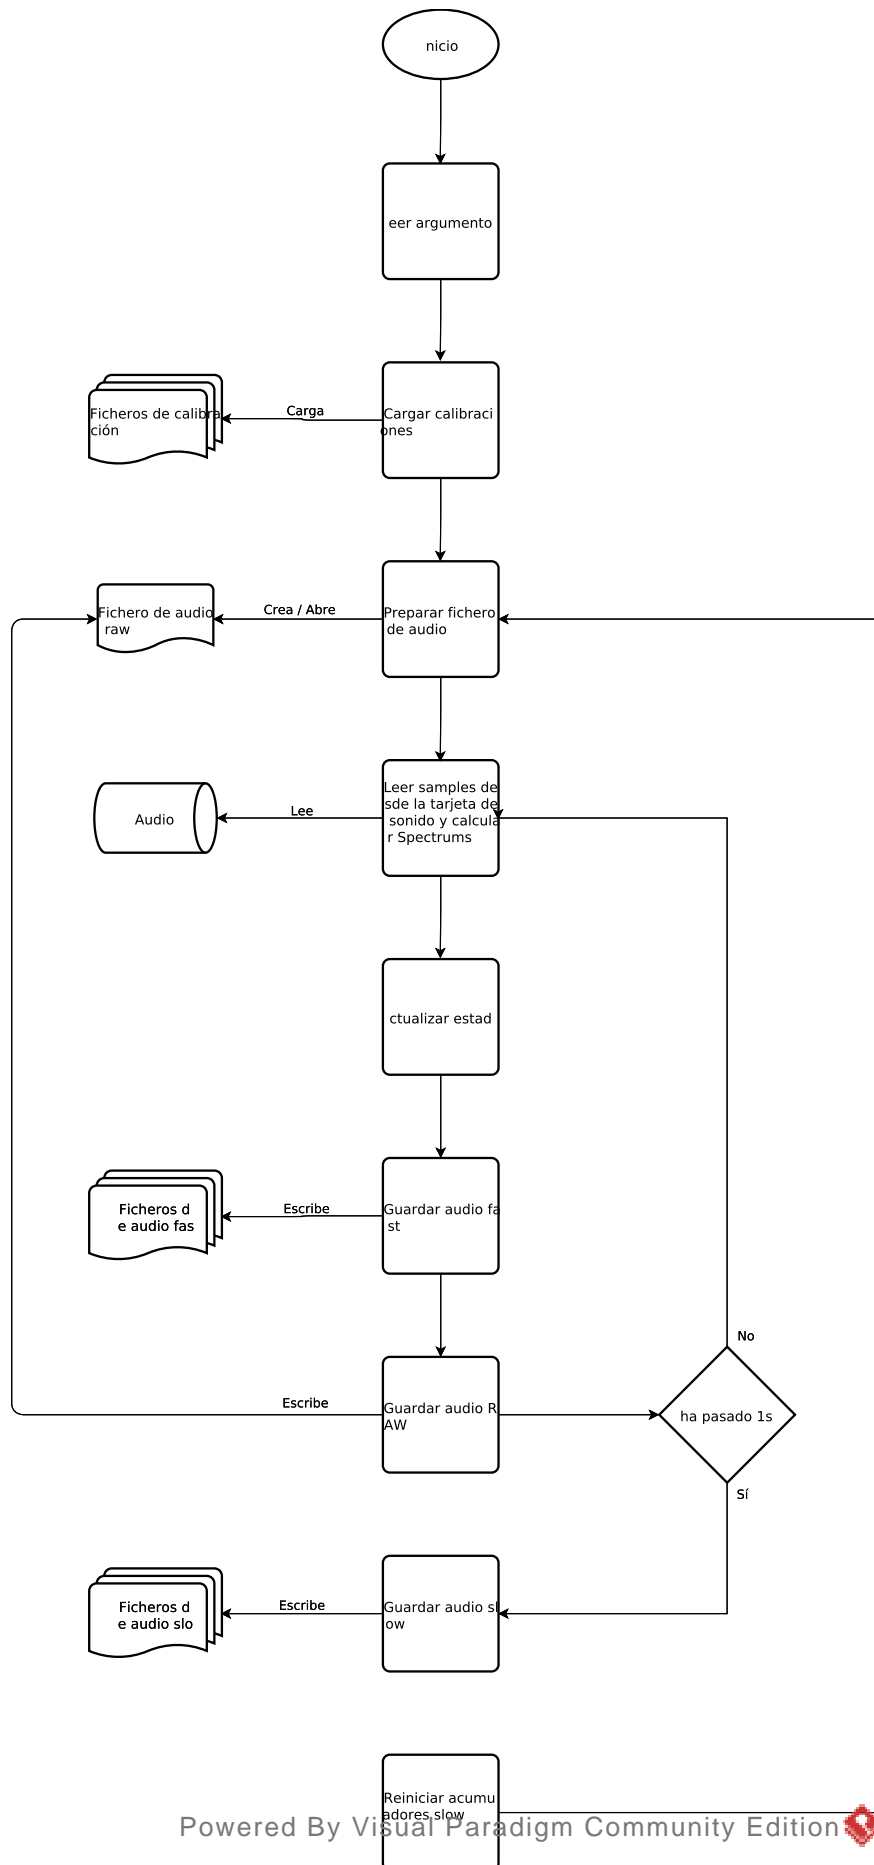 nicio
eer argumento
Ficheros de calibra
ción
Carga
Cargar calibraci
ones
Fichero de audio
raw
Crea / Abre
Preparar fichero
de audio
Audio
Lee
Leer samples de
sde la tarjeta de
sonido y calcula
r Spectrums
ctualizar estad
Ficheros d
e audio fas
Escribe
Guardar audio fa
st
No
Escribe
Guardar audio R
AW
ha pasado 1s
Sí
Ficheros d
e audio slo
Escribe
Guardar audio sl
ow
Reiniciar acumu
adores slow
Powered By Visual Paradigm Community Edition